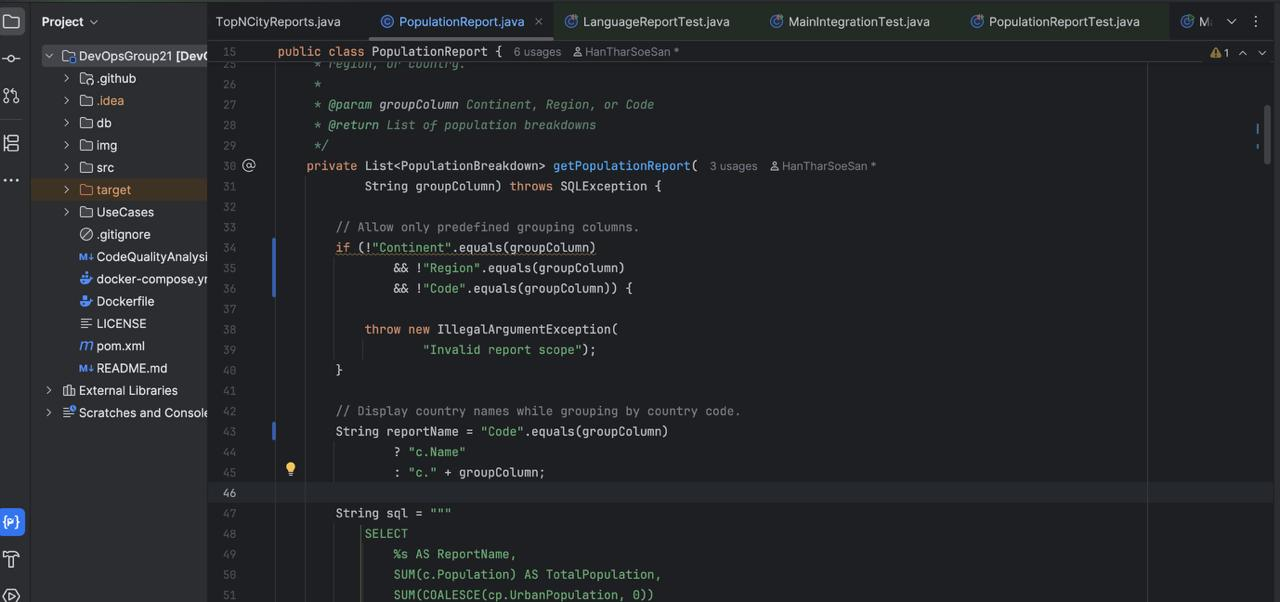 Project
TopNCityReports.java
PopulationReport.java
LanguageReportTest.java
MainIntegrationTest.java
PopulationReportTest.java
DevOpsGroup21 [Dev
.github
.idea
db
img
src
target
UseCases
.gitignore
CodeQualityAnalysi
docker-compose.y
Dockerfile
LICENSE
pom.xml
README.md
External Libraries
Scratches and Console
15 public class PopulationReport { 6 usages HanTharSoeSan *
1
25 * region, or country.
26 *
27 * @param groupColumn Continent, Region, or Code
28 * @return List of population breakdowns
29 */
30 @ private List<PopulationBreakdown> getPopulationReport( 3 usages HanTharSoeSan *
31 String groupColumn) throws SQLException {
32
33 // Allow only predefined grouping columns.
34 if (!"Continent".equals(groupColumn)
35 && !"Region".equals(groupColumn)
36 && !"Code".equals(groupColumn)) {
37
38 throw new IllegalArgumentException(
39 "Invalid report scope");
40 }
41
42 // Display country names while grouping by country code.
43 String reportName = "Code".equals(groupColumn)
44 ? "c.Name"
45 : "c." + groupColumn;
46
47 String sql = """
48 SELECT
49 %s AS ReportName,
50 SUM(c.Population) AS TotalPopulation,
51 SUM(COALESCE(cp.UrbanPopulation, 0))